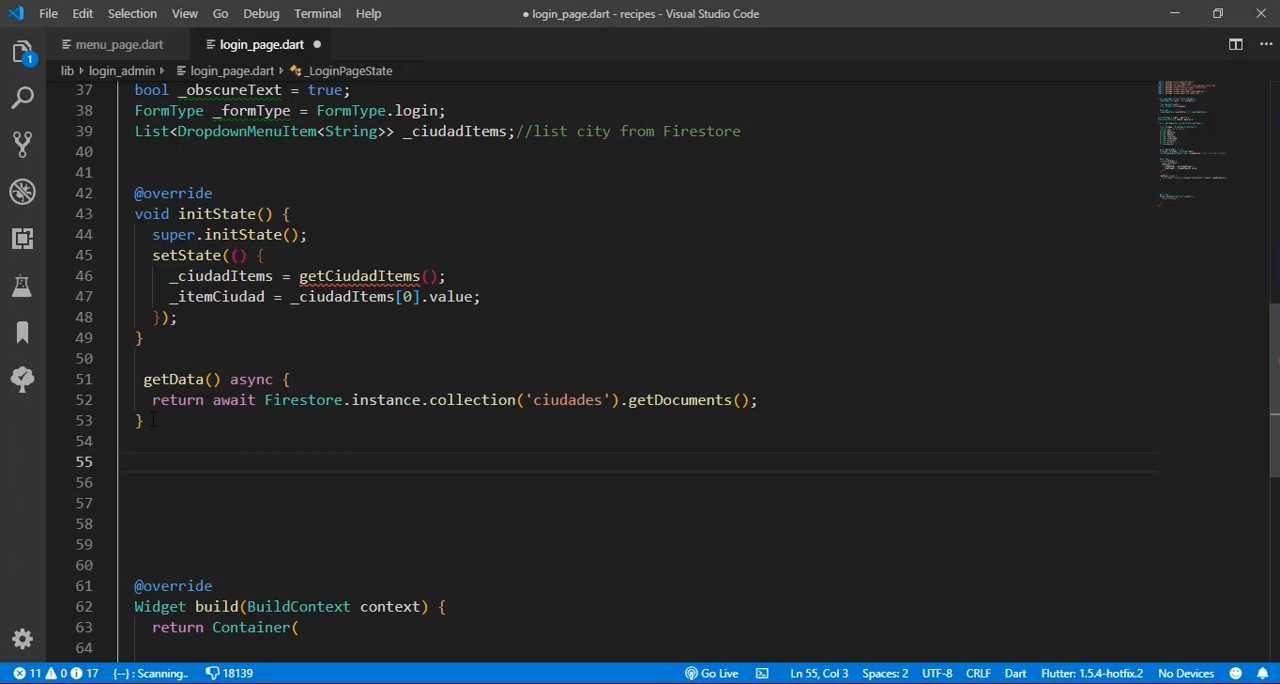 File Edit Selection View Go Debug Terminal Help
● login_page.dart - recipes - Visual Studio Code
menu_page.dart login_page.dart
lib › login_admin › login_page.dart › _LoginPageState
1
37 bool _obscureText = true;
38 FormType _formType = FormType.login;
39 List<DropdownMenuItem<String>> _ciudadItems;//list city from Firestore
40
41
42 @override
43 void initState() {
44 super.initState();
45 setState(() {
46 _ciudadItems = getCiudadItems();
47 _itemCiudad = _ciudadItems[0].value;
48 });
49 }
50
51 getData() async {
52 return await Firestore.instance.collection('ciudades').getDocuments();
53 }
54
55
56
57
58
59
60
61 @override
62 Widget build(BuildContext context) {
63 return Container(
64
11 0 17 {--}: Scanning.. 18139 Go Live Ln 55, Col 3 Spaces: 2 UTF-8 CRLF Dart Flutter: 1.5.4-hotfix.2 No Devices